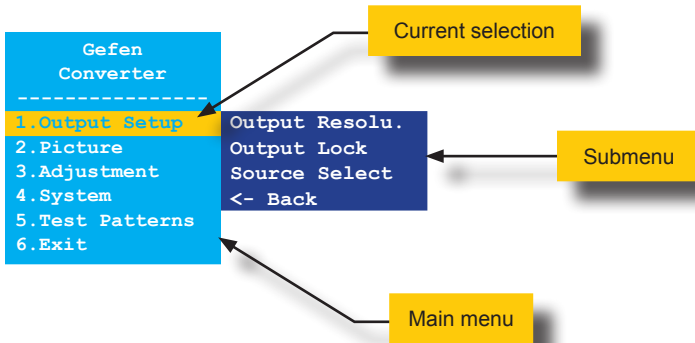 Current selection
Gefen
Converter
----------------
1.Output Setup
2.Picture
3.Adjustment
4.System
5.Test Patterns
6.Exit
Output Resolu.
Output Lock
Source Select
<- Back
Submenu
Main menu